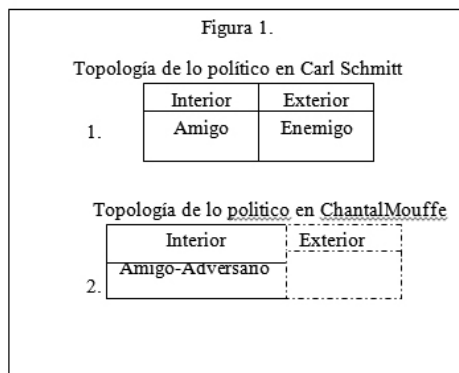 Figura 1.
Topología de lo político en Carl Schmitt
Interior Exterior
1. Amigo Enemigo
Topología de lo politico en ChantalMouffe
Interior Exterior
Amigo-Adversario
2.